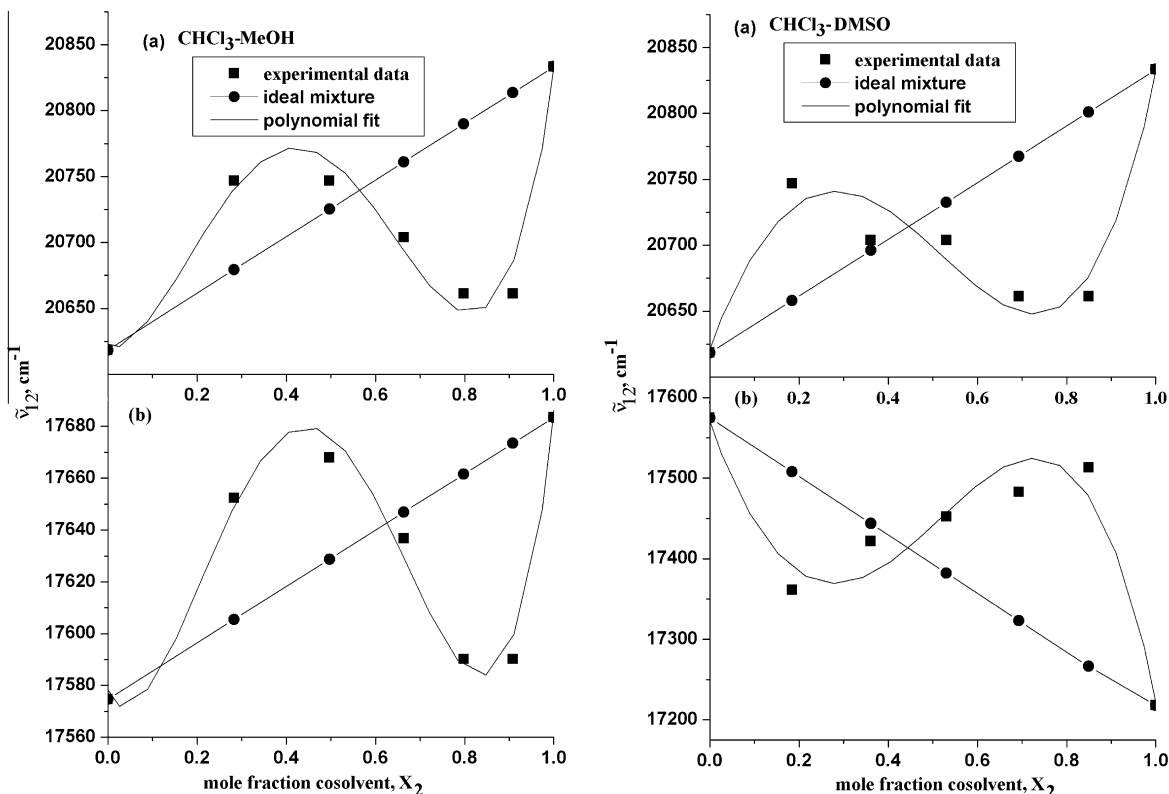 (a) CHCl3-MeOH
experimental data
ideal mixture
polynomial fit
20850
20800
20750
20700
20650
0.2 0.4 0.6 0.8 1.0
ν̃12, cm-1
(b)
17680
17660
17640
17620
17600
17580
17560
0.0 0.2 0.4 0.6 0.8 1.0
mole fraction cosolvent, X2
(a) CHCl3-DMSO
experimental data
ideal mixture
polynomial fit
20850
20800
20750
20700
20650
0.2 0.4 0.6 0.8 1.0
ν̃12, cm-1
(b)
17600
17500
17400
17300
17200
0.0 0.2 0.4 0.6 0.8 1.0
mole fraction cosolvent, X2